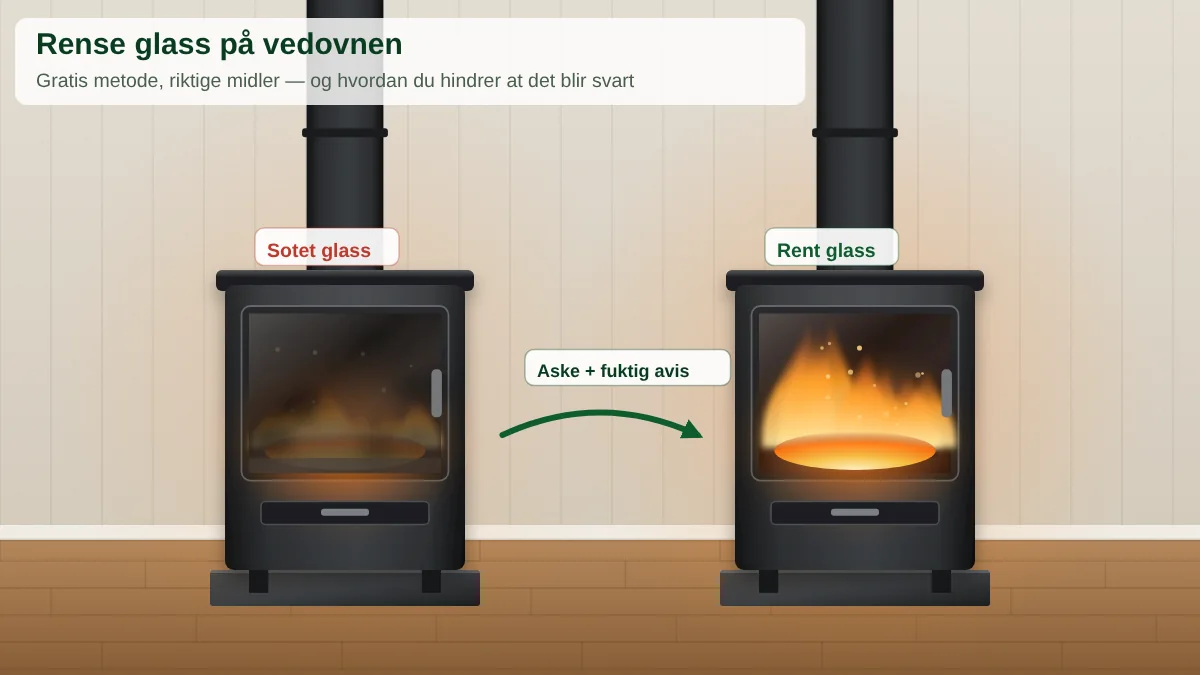 Rense glass på vedovnen
Gratis metode, riktige midler — og hvordan du hindrer at det blir svart
Sotet glass
Rent glass
Aske + fuktig avis